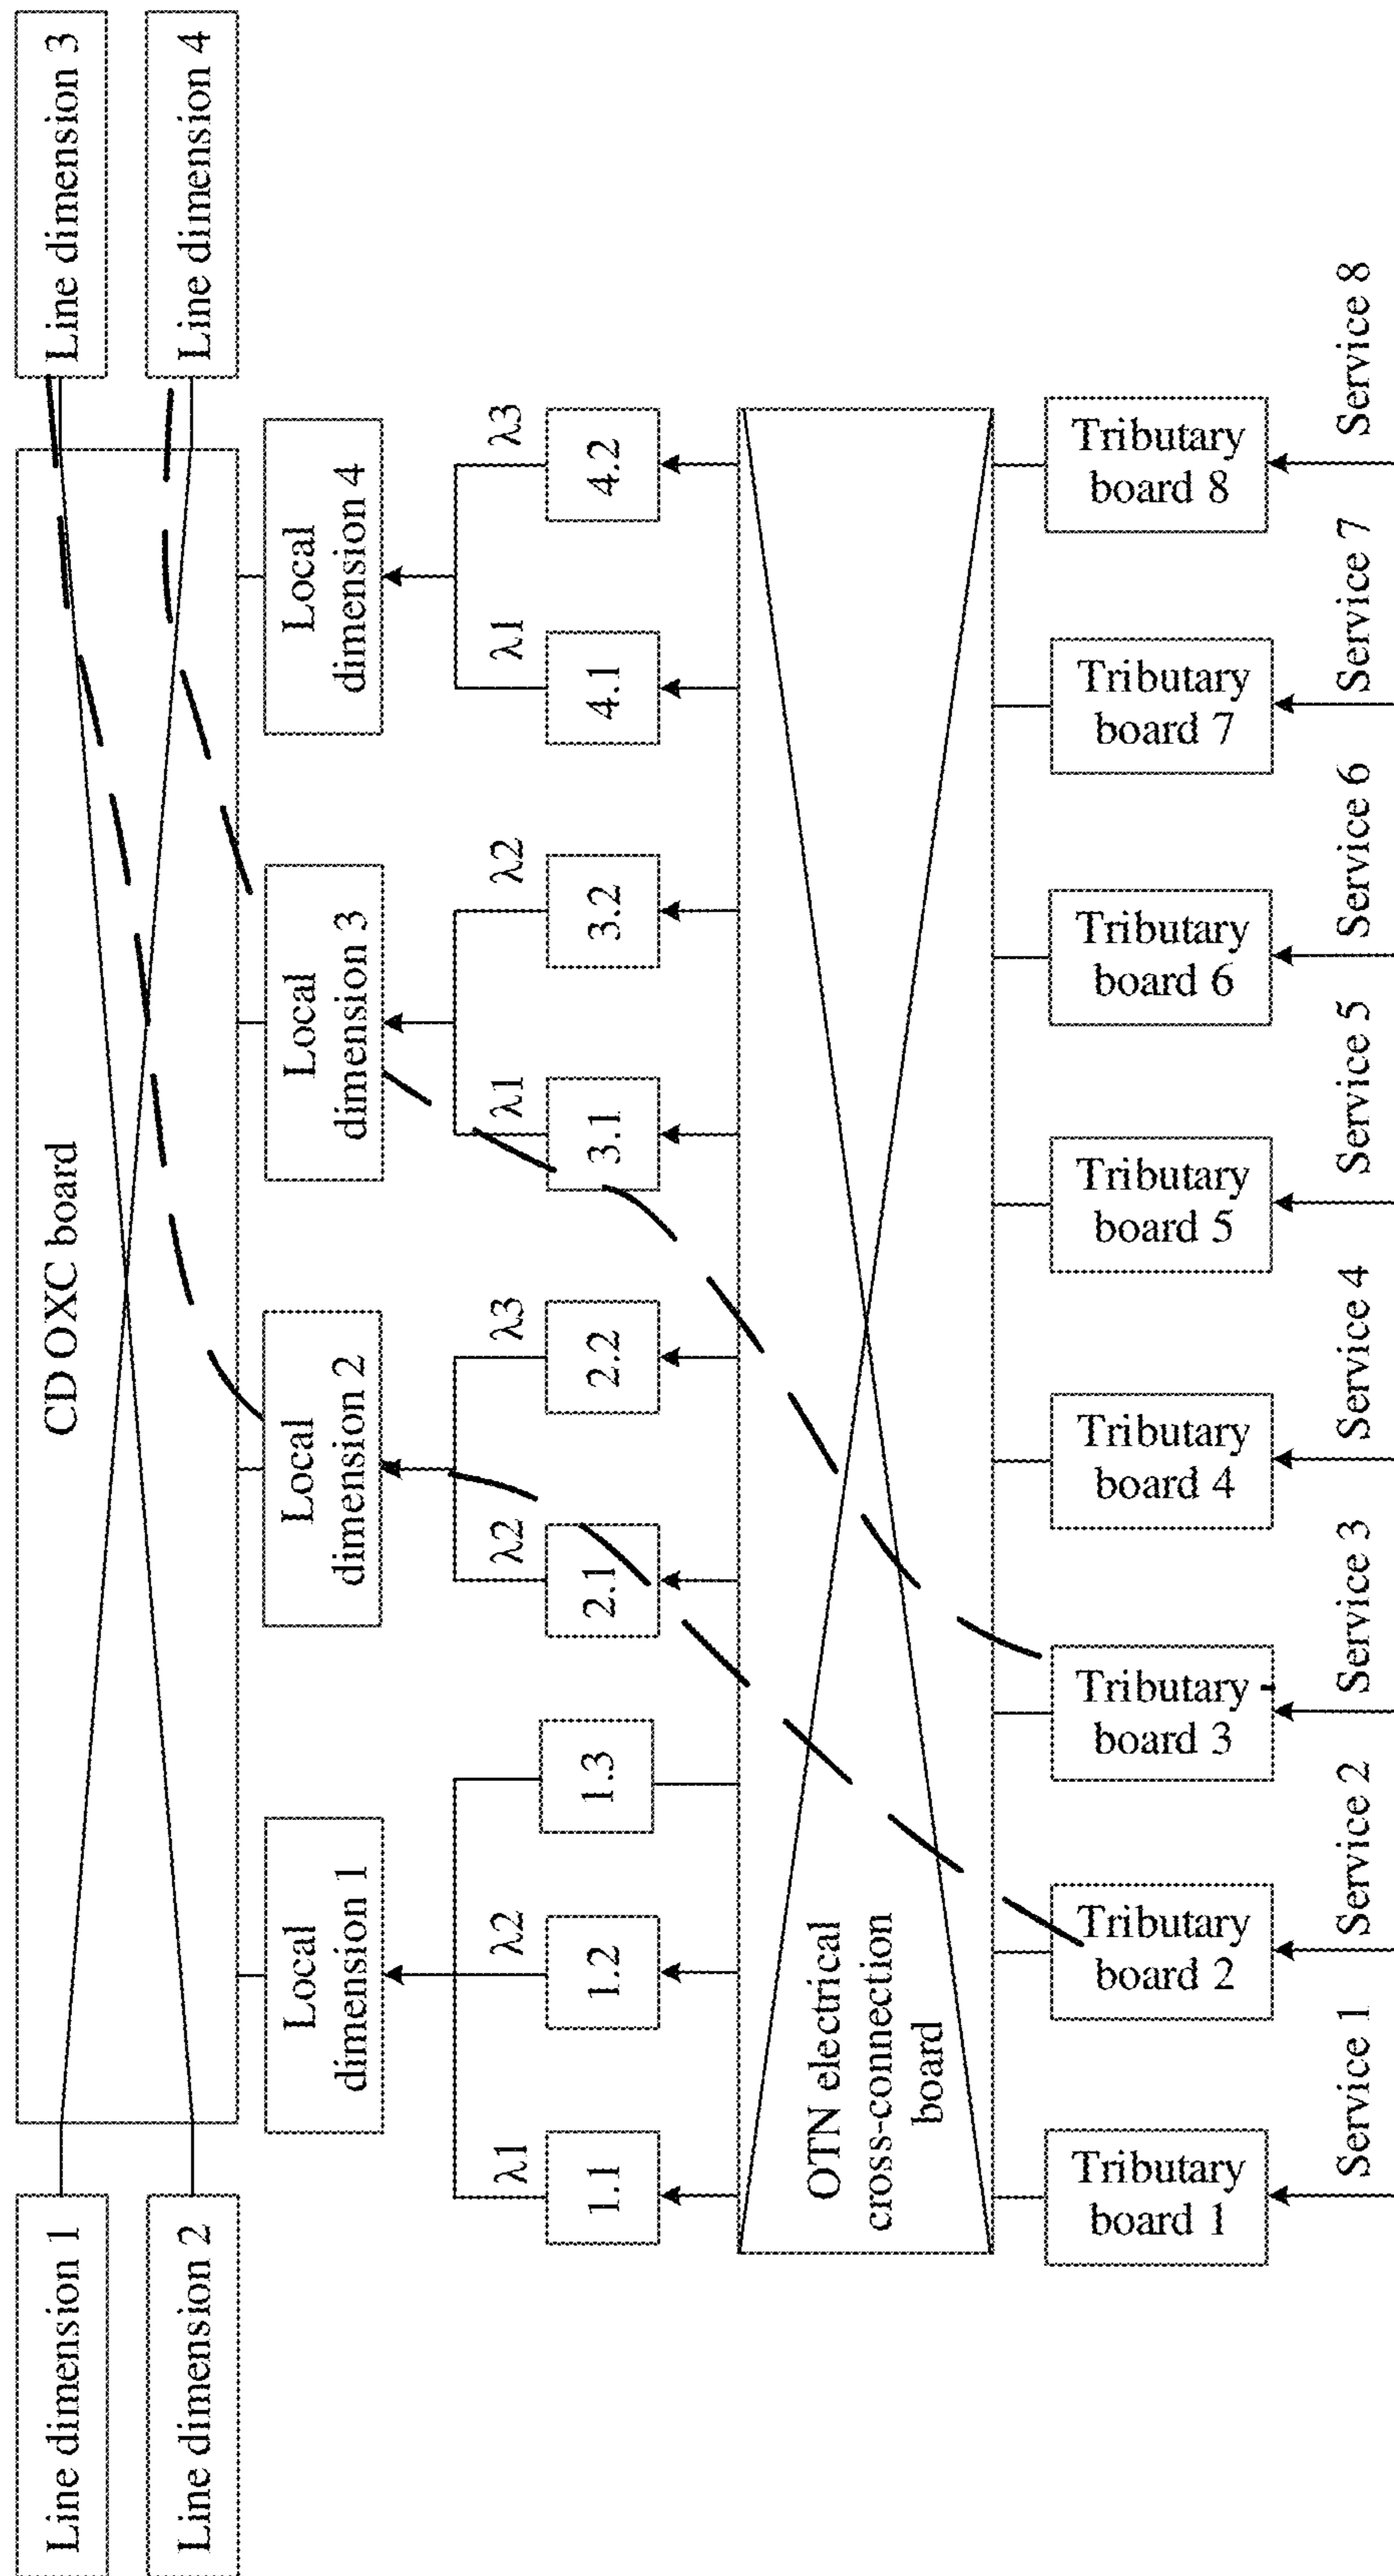 Line dimension 1
Line dimension 2
CD OXC board
Line dimension 3
Line dimension 4
Local
dimension 1
Local
dimension 2
Local
dimension 3
Local
dimension 4
λ1
λ2
λ2
λ3
λ1
λ2
λ1
λ3
1.1
1.2
1.3
2.1
2.2
3.1
3.2
4.1
4.2
OTN electrical
cross-connection
board
Tributary
board 1
Tributary
board 2
Tributary
board 3
Tributary
board 4
Tributary
board 5
Tributary
board 6
Tributary
board 7
Tributary
board 8
Service 1
Service 2
Service 3
Service 4
Service 5
Service 6
Service 7
Service 8